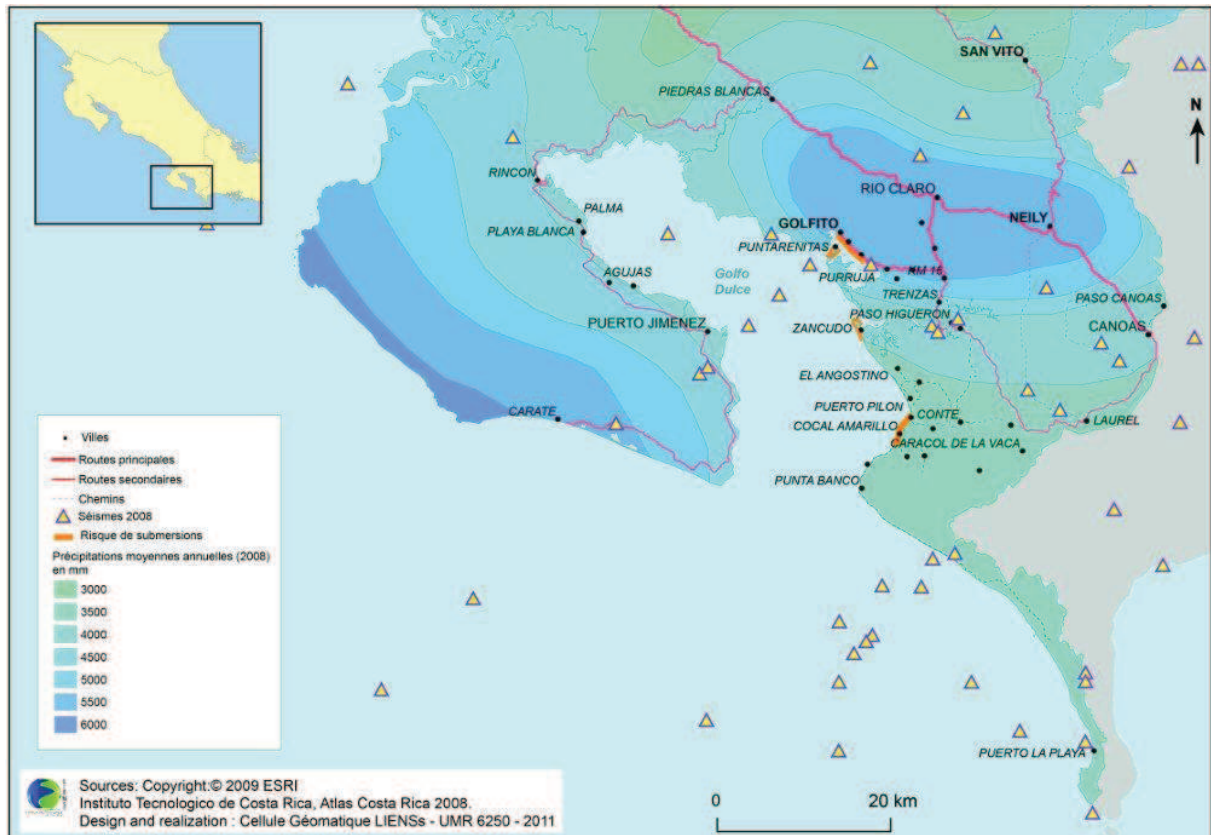 SAN VITO
PIEDRAS BLANCAS
N
RINCON
RIO CLARO
PALMA
GOLFITO
NEILY
PLAYA BLANCA
PUNTARENITAS
AGUJAS
Golfo
Dulce
PURRUJA
KM 16
TRENZAS
PASO CANOAS
PASO HIGUERON
PUERTO JIMENEZ
ZANCUDO
CANOAS
EL ANGOSTINO
PUERTO PILON
CONTE
CARATE
COCAL AMARILLO
LAUREL
CARACOL DE LA VACA
PUNTA BANCO
PUERTO LA PLAYA
Villes
Routes principales
Routes secondaires
Chemins
Séismes 2008
Risque de submersions
Précipitations moyennes annuelles (2008)
en mm
3000
3500
4000
4500
5000
5500
6000
Sources: Copyright:© 2009 ESRI
Instituto Tecnologico de Costa Rica, Atlas Costa Rica 2008.
Design and realization : Cellule Géomatique LIENSs - UMR 6250 - 2011
0 20 km